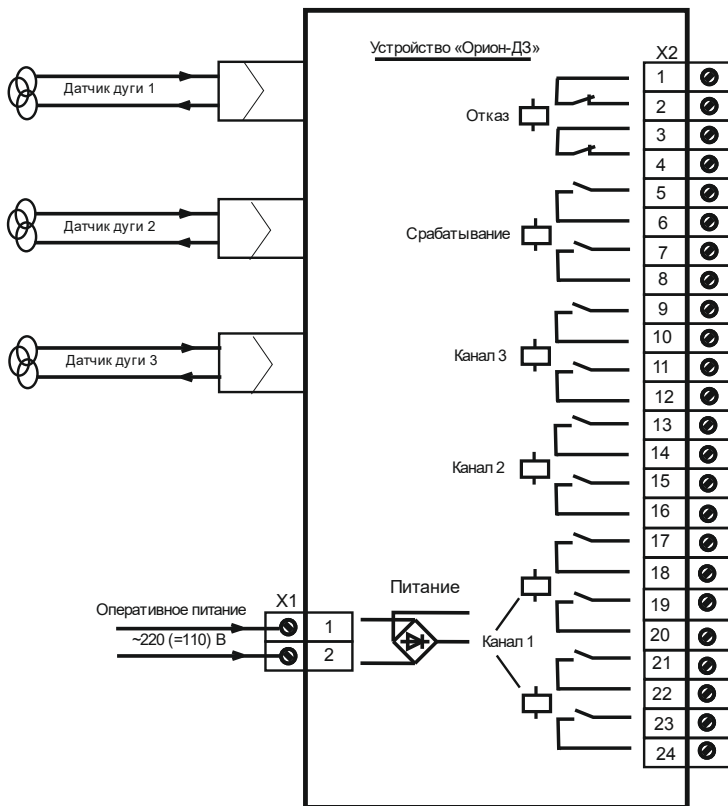 Устройство «Орион-ДЗ»
X2
Датчик дуги 1
Датчик дуги 2
Датчик дуги 3
Отказ
Срабатывание
Канал 3
Канал 2
Канал 1
Питание
Оперативное питание
~220 (=110) В
X1
1
2
1
2
3
4
5
6
7
8
9
10
11
12
13
14
15
16
17
18
19
20
21
22
23
24